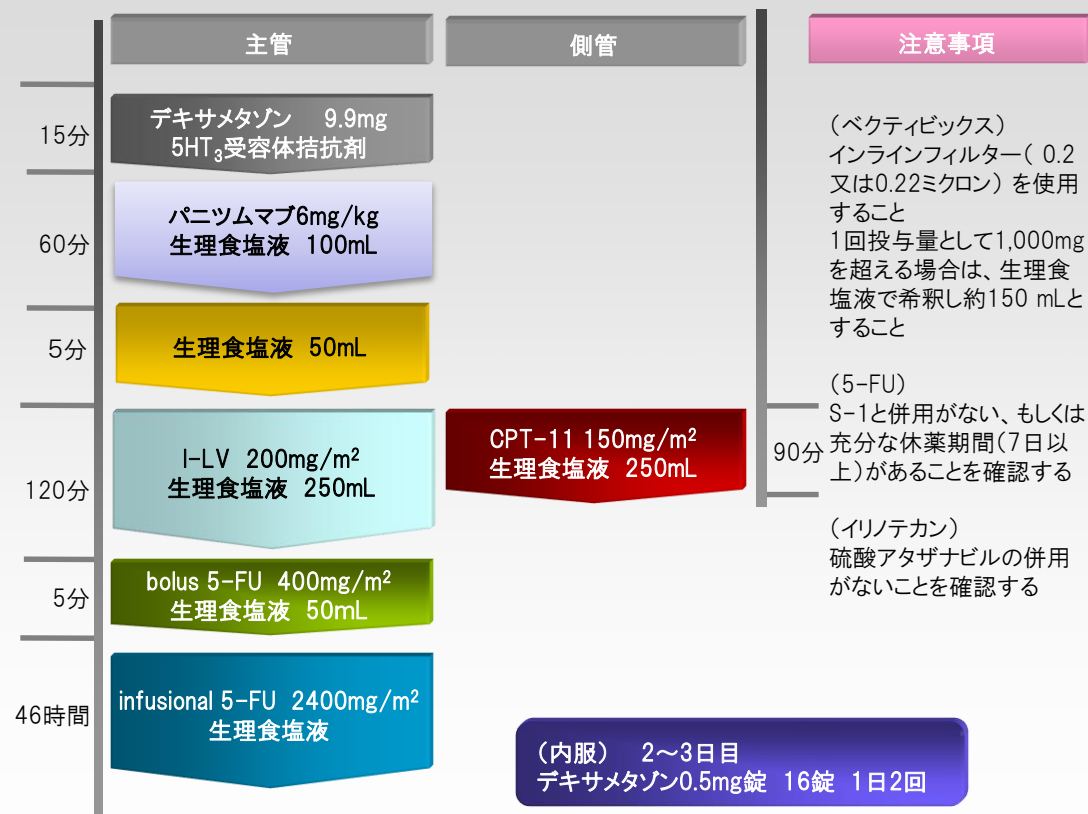 主管
側管
注意事項
15分
デキサメタゾン 9.9mg
5HT₃受容体拮抗剤
60分
パニツムマブ6mg/kg
生理食塩液 100mL
5分
生理食塩液 50mL
120分
l-LV 200mg/m²
生理食塩液 250mL
CPT-11 150mg/m²
生理食塩液 250mL
90分
5分
bolus 5-FU 400mg/m²
生理食塩液 50mL
46時間
infusional 5-FU 2400mg/m²
生理食塩液
(ベクティビックス)
インラインフィルター( 0.2
又は0.22ミクロン) を使用
すること
1回投与量として1,000mg
を超える場合は、生理食
塩液で希釈し約150 mLと
すること
(5-FU)
S-1と併用がない、もしくは
充分な休薬期間(7日以
上)があることを確認する
(イリノテカン)
硫酸アタザナビルの併用
がないことを確認する
(内服) 2~3日目
デキサメタゾン0.5mg錠 16錠 1日2回